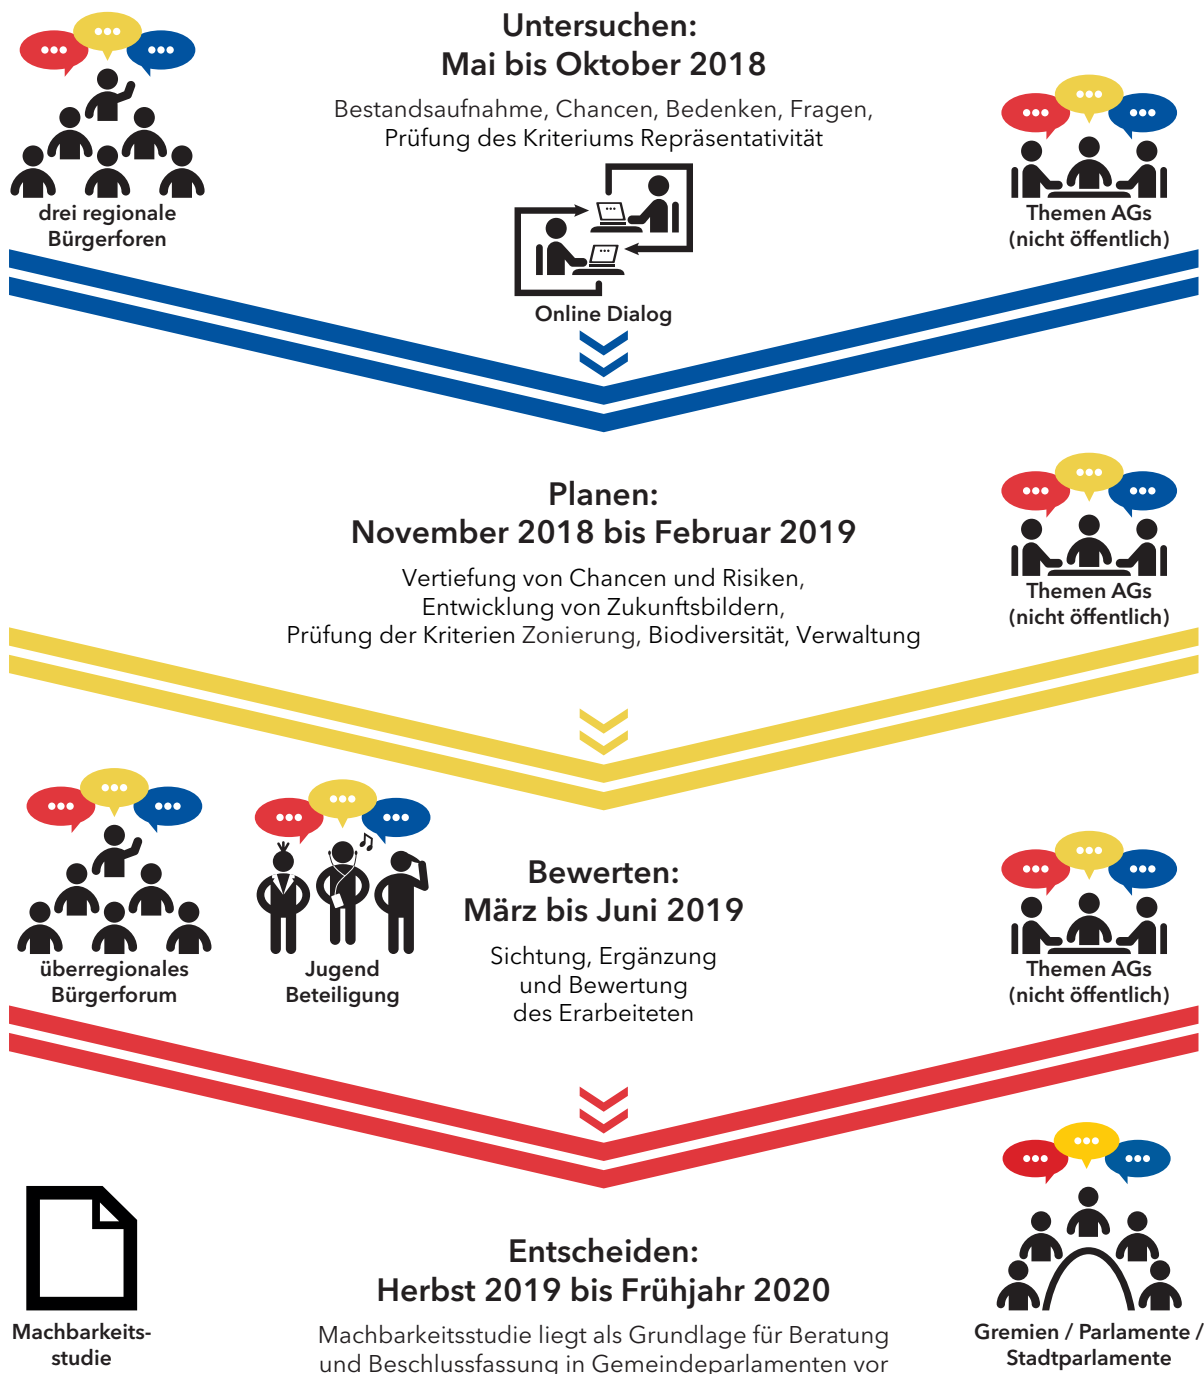 Untersuchen:
Mai bis Oktober 2018
Bestandsaufnahme, Chancen, Bedenken, Fragen,
Prüfung des Kriteriums Repräsentativität
drei regionale
Bürgerforen
Online Dialog
Themen AGs
(nicht öffentlich)
Planen:
November 2018 bis Februar 2019
Vertiefung von Chancen und Risiken,
Entwicklung von Zukunftsbildern,
Prüfung der Kriterien Zonierung, Biodiversität, Verwaltung
Themen AGs
(nicht öffentlich)
überregionales
Bürgerforum
Jugend
Beteiligung
Bewerten:
März bis Juni 2019
Sichtung, Ergänzung
und Bewertung
des Erarbeiteten
Themen AGs
(nicht öffentlich)
Machbarkeits-
studie
Entscheiden:
Herbst 2019 bis Frühjahr 2020
Machbarkeitsstudie liegt als Grundlage für Beratung
und Beschlussfassung in Gemeindeparlamenten vor
Gremien / Parlamente /
Stadtparlamente